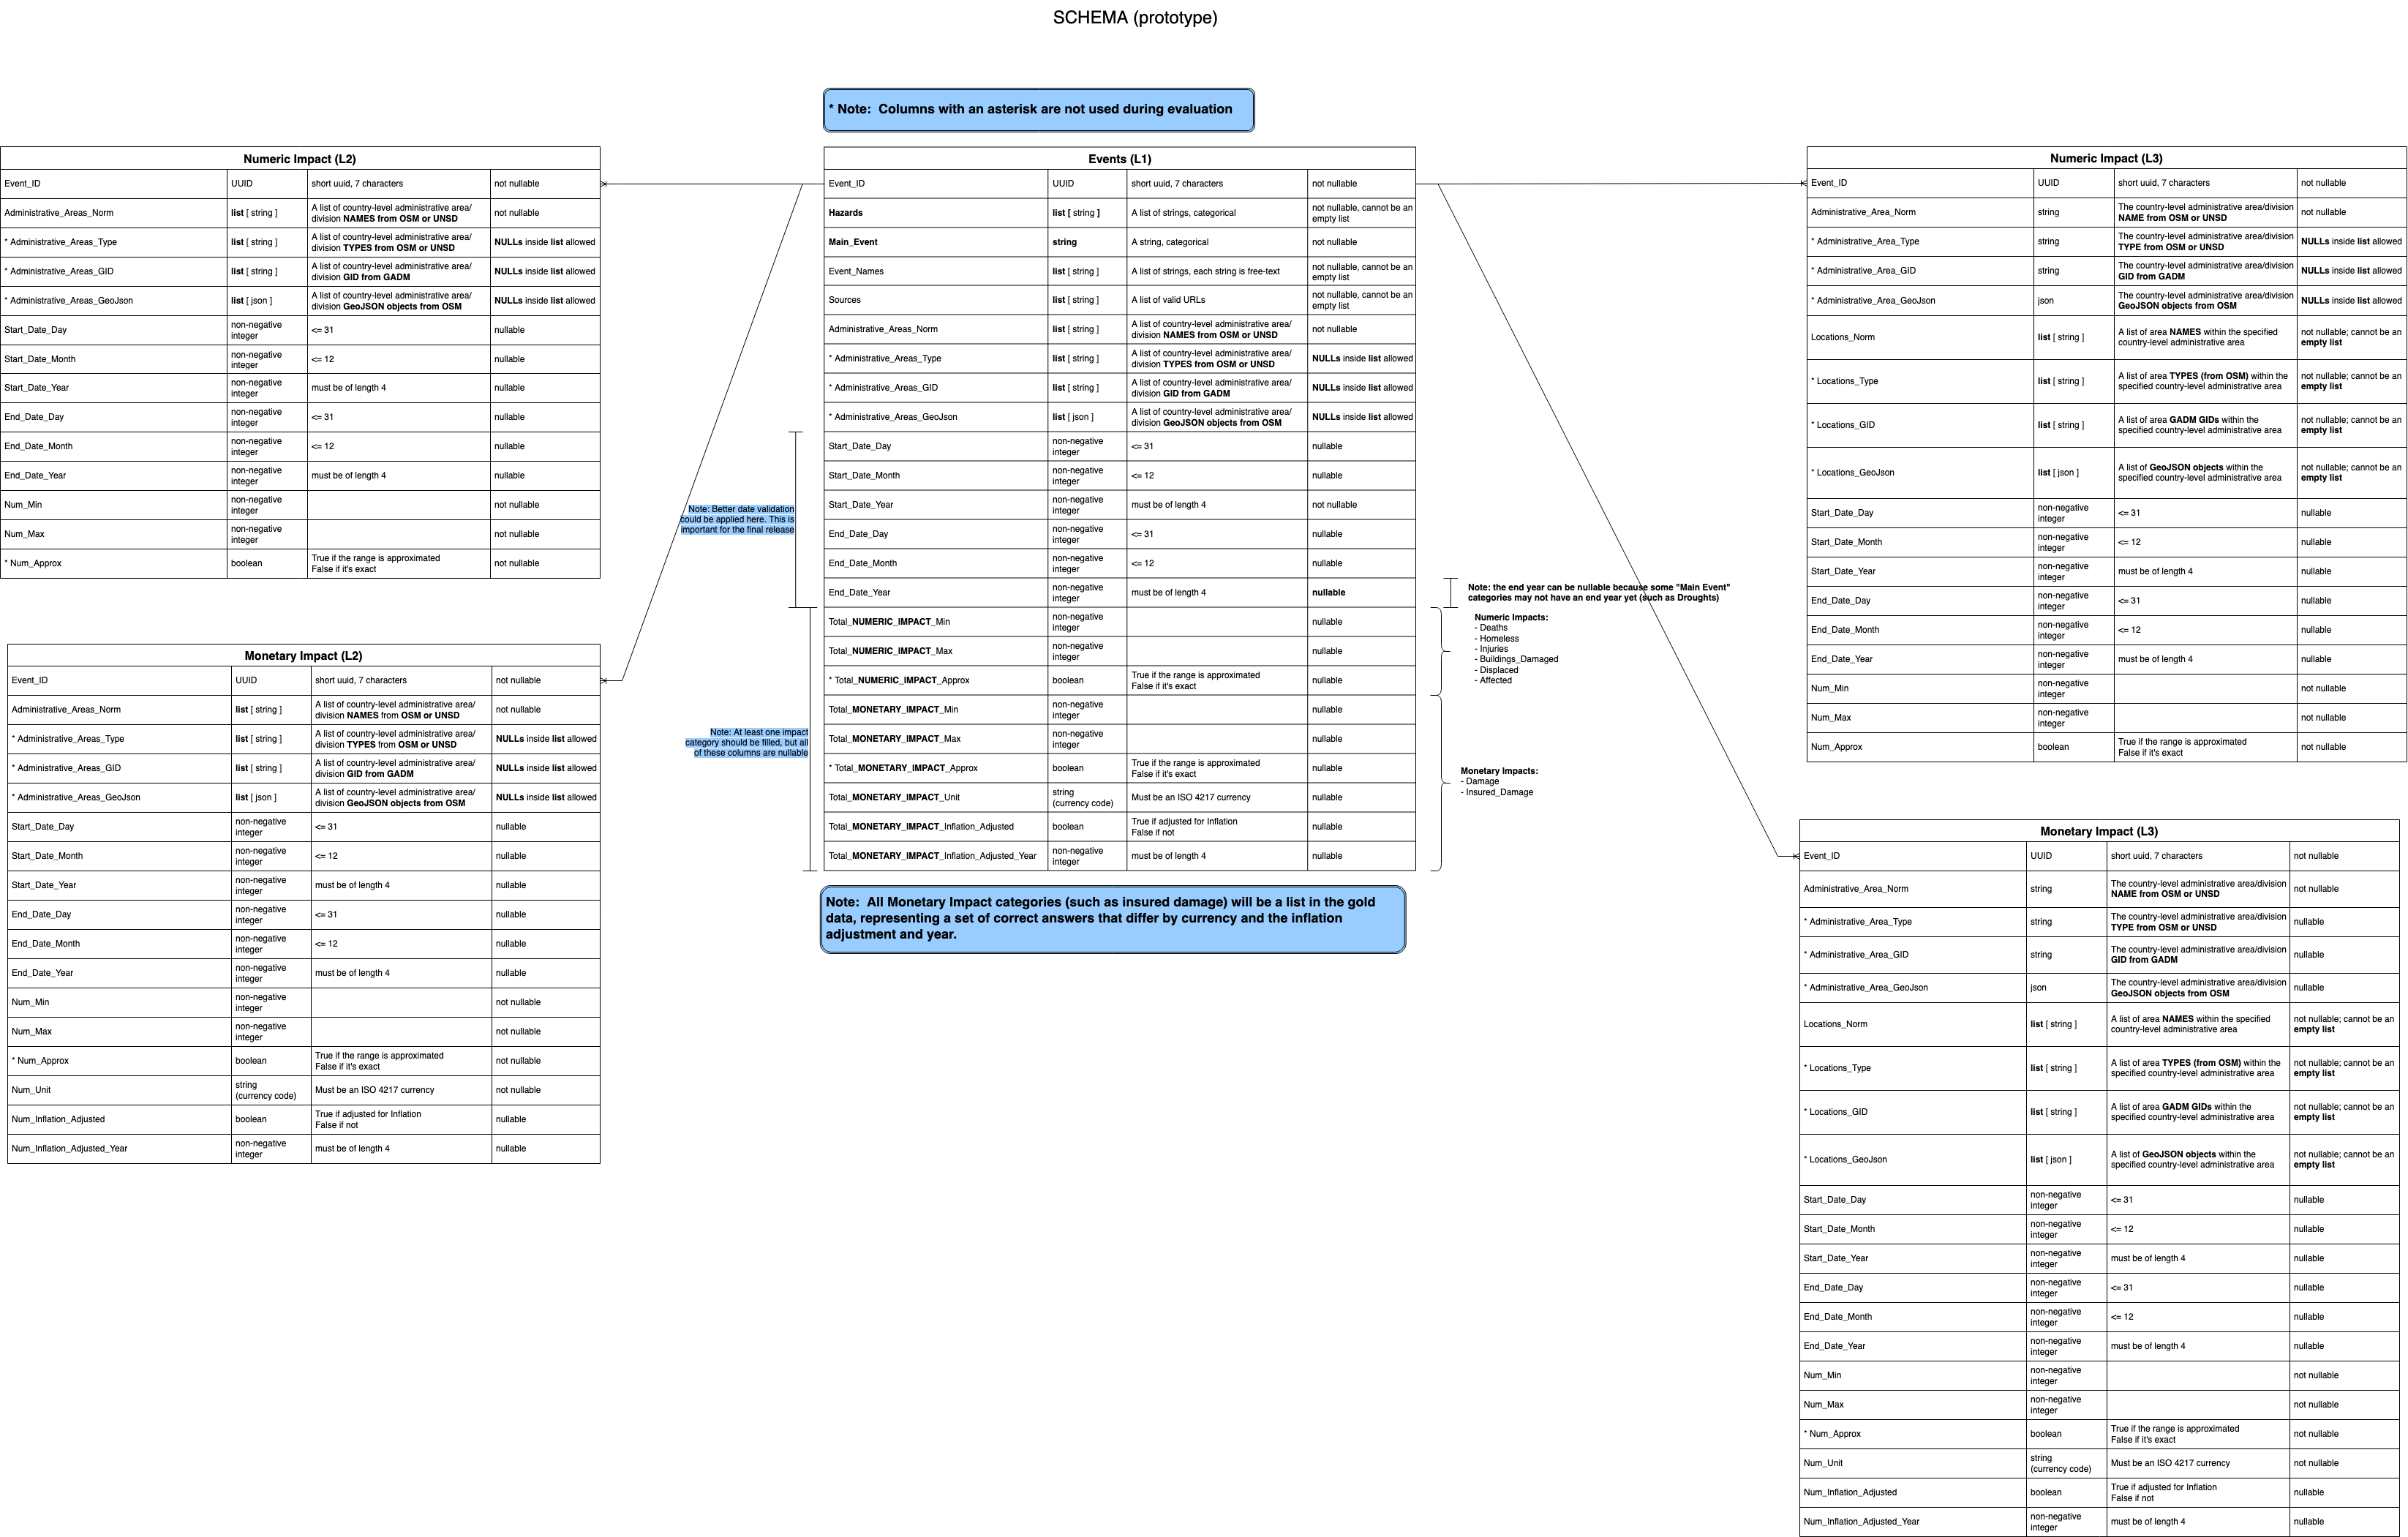 SCHEMA (prototype)
* Note:  Columns with an asterisk are not used during evaluation
Numeric Impact (L2)
Event_ID UUID short uuid, 7 characters not nullable
Administrative_Areas_Norm list [ string ] A list of country-level administrative area/
division NAMES from OSM or UNSD not nullable
* Administrative_Areas_Type list [ string ] A list of country-level administrative area/
division TYPES from OSM or UNSD NULLs inside list allowed
* Administrative_Areas_GID list [ string ] A list of country-level administrative area/
division GID from GADM NULLs inside list allowed
* Administrative_Areas_GeoJson list [ json ] A list of country-level administrative area/
division GeoJSON objects from OSM NULLs inside list allowed
Start_Date_Day non-negative
integer <= 31 nullable
Start_Date_Month non-negative
integer <= 12 nullable
Start_Date_Year non-negative
integer must be of length 4 nullable
End_Date_Day non-negative
integer <= 31 nullable
End_Date_Month non-negative
integer <= 12 nullable
End_Date_Year non-negative
integer must be of length 4 nullable
Num_Min non-negative
integer not nullable
Num_Max non-negative
integer not nullable
* Num_Approx boolean True if the range is approximated
False if it's exact not nullable
Monetary Impact (L2)
Event_ID UUID short uuid, 7 characters not nullable
Administrative_Areas_Norm list [ string ] A list of country-level administrative area/
division NAMES from OSM or UNSD not nullable
* Administrative_Areas_Type list [ string ] A list of country-level administrative area/
division TYPES from OSM or UNSD NULLs inside list allowed
* Administrative_Areas_GID list [ string ] A list of country-level administrative area/
division GID from GADM NULLs inside list allowed
* Administrative_Areas_GeoJson list [ json ] A list of country-level administrative area/
division GeoJSON objects from OSM NULLs inside list allowed
Start_Date_Day non-negative
integer <= 31 nullable
Start_Date_Month non-negative
integer <= 12 nullable
Start_Date_Year non-negative
integer must be of length 4 nullable
End_Date_Day non-negative
integer <= 31 nullable
End_Date_Month non-negative
integer <= 12 nullable
End_Date_Year non-negative
integer must be of length 4 nullable
Num_Min non-negative
integer not nullable
Num_Max non-negative
integer not nullable
* Num_Approx boolean True if the range is approximated
False if it's exact not nullable
Num_Unit string
(currency code) Must be an ISO 4217 currency not nullable
Num_Inflation_Adjusted boolean True if adjusted for Inflation
False if not nullable
Num_Inflation_Adjusted_Year non-negative
integer must be of length 4 nullable
Events (L1)
Event_ID UUID short uuid, 7 characters not nullable
Hazards list [ string ] A list of strings, categorical not nullable, cannot be an
empty list
Main_Event string A string, categorical not nullable
Event_Names list [ string ] A list of strings, each string is free-text not nullable, cannot be an
empty list
Sources list [ string ] A list of valid URLs not nullable, cannot be an
empty list
Administrative_Areas_Norm list [ string ] A list of country-level administrative area/
division NAMES from OSM or UNSD not nullable
* Administrative_Areas_Type list [ string ] A list of country-level administrative area/
division TYPES from OSM or UNSD NULLs inside list allowed
* Administrative_Areas_GID list [ string ] A list of country-level administrative area/
division GID from GADM NULLs inside list allowed
* Administrative_Areas_GeoJson list [ json ] A list of country-level administrative area/
division GeoJSON objects from OSM NULLs inside list allowed
Start_Date_Day non-negative
integer <= 31 nullable
Start_Date_Month non-negative
integer <= 12 nullable
Start_Date_Year non-negative
integer must be of length 4 not nullable
End_Date_Day non-negative
integer <= 31 nullable
End_Date_Month non-negative
integer <= 12 nullable
End_Date_Year non-negative
integer must be of length 4 nullable
Total_NUMERIC_IMPACT_Min non-negative
integer nullable
Total_NUMERIC_IMPACT_Max non-negative
integer nullable
* Total_NUMERIC_IMPACT_Approx boolean True if the range is approximated
False if it's exact nullable
Total_MONETARY_IMPACT_Min non-negative
integer nullable
Total_MONETARY_IMPACT_Max non-negative
integer nullable
* Total_MONETARY_IMPACT_Approx boolean True if the range is approximated
False if it's exact nullable
Total_MONETARY_IMPACT_Unit string
(currency code) Must be an ISO 4217 currency nullable
Total_MONETARY_IMPACT_Inflation_Adjusted boolean True if adjusted for Inflation
False if not nullable
Total_MONETARY_IMPACT_Inflation_Adjusted_Year non-negative
integer must be of length 4 nullable
Note: Better date validation
could be applied here. This is
important for the final release
Note: At least one impact
category should be filled, but all
of these columns are nullable
Note: the end year can be nullable because some "Main Event"
categories may not have an end year yet (such as Droughts)
Numeric Impacts:
- Deaths
- Homeless
- Injuries
- Buildings_Damaged
- Displaced
- Affected
Monetary Impacts:
- Damage
- Insured_Damage
Note:  All Monetary Impact categories (such as insured damage) will be a list in the gold
data, representing a set of correct answers that differ by currency and the inflation
adjustment and year.
Numeric Impact (L3)
Event_ID UUID short uuid, 7 characters not nullable
Administrative_Area_Norm string The country-level administrative area/division
NAME from OSM or UNSD not nullable
* Administrative_Area_Type string The country-level administrative area/division
TYPE from OSM or UNSD NULLs inside list allowed
* Administrative_Area_GID string The country-level administrative area/division
GID from GADM NULLs inside list allowed
* Administrative_Area_GeoJson json The country-level administrative area/division
GeoJSON objects from OSM NULLs inside list allowed
Locations_Norm list [ string ] A list of area NAMES within the specified
country-level administrative area not nullable; cannot be an
empty list
* Locations_Type list [ string ] A list of area TYPES (from OSM) within the
specified country-level administrative area not nullable; cannot be an
empty list
* Locations_GID list [ string ] A list of area GADM GIDs within the
specified country-level administrative area not nullable; cannot be an
empty list
* Locations_GeoJson list [ json ] A list of GeoJSON objects within the
specified country-level administrative area not nullable; cannot be an
empty list
Start_Date_Day non-negative
integer <= 31 nullable
Start_Date_Month non-negative
integer <= 12 nullable
Start_Date_Year non-negative
integer must be of length 4 nullable
End_Date_Day non-negative
integer <= 31 nullable
End_Date_Month non-negative
integer <= 12 nullable
End_Date_Year non-negative
integer must be of length 4 nullable
Num_Min non-negative
integer not nullable
Num_Max non-negative
integer not nullable
Num_Approx boolean True if the range is approximated
False if it's exact not nullable
Monetary Impact (L3)
Event_ID UUID short uuid, 7 characters not nullable
Administrative_Area_Norm string The country-level administrative area/division
NAME from OSM or UNSD not nullable
* Administrative_Area_Type string The country-level administrative area/division
TYPE from OSM or UNSD nullable
* Administrative_Area_GID string The country-level administrative area/division
GID from GADM nullable
* Administrative_Area_GeoJson json The country-level administrative area/division
GeoJSON objects from OSM nullable
Locations_Norm list [ string ] A list of area NAMES within the specified
country-level administrative area not nullable; cannot be an
empty list
* Locations_Type list [ string ] A list of area TYPES (from OSM) within the
specified country-level administrative area not nullable; cannot be an
empty list
* Locations_GID list [ string ] A list of area GADM GIDs within the
specified country-level administrative area not nullable; cannot be an
empty list
* Locations_GeoJson list [ json ] A list of GeoJSON objects within the
specified country-level administrative area not nullable; cannot be an
empty list
Start_Date_Day non-negative
integer <= 31 nullable
Start_Date_Month non-negative
integer <= 12 nullable
Start_Date_Year non-negative
integer must be of length 4 nullable
End_Date_Day non-negative
integer <= 31 nullable
End_Date_Month non-negative
integer <= 12 nullable
End_Date_Year non-negative
integer must be of length 4 nullable
Num_Min non-negative
integer not nullable
Num_Max non-negative
integer not nullable
* Num_Approx boolean True if the range is approximated
False if it's exact not nullable
Num_Unit string
(currency code) Must be an ISO 4217 currency not nullable
Num_Inflation_Adjusted boolean True if adjusted for Inflation
False if not nullable
Num_Inflation_Adjusted_Year non-negative
integer must be of length 4 nullable